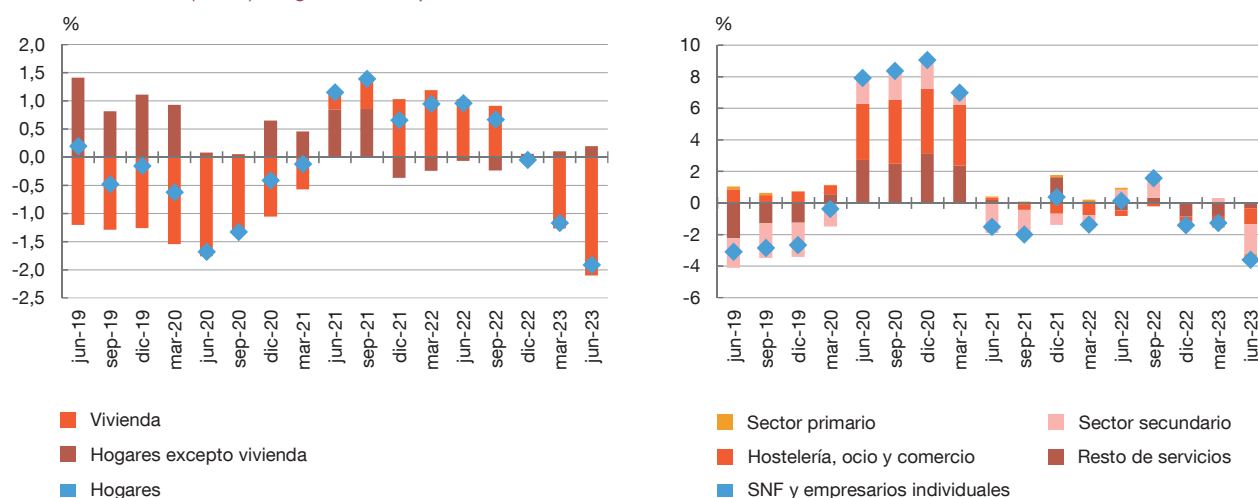 %
2,0
1,5
1,0
0,5
0,0
-0,5
-1,0
-1,5
-2,0
-2,5
jun-19
sep-19
dic-19
mar-20
jun-20
sep-20
dic-20
mar-21
jun-21
sep-21
dic-21
mar-22
jun-22
sep-22
dic-22
mar-23
jun-23
Vivienda
Hogares excepto vivienda
Hogares
%
10
8
6
4
2
0
-2
-4
-6
jun-19
sep-19
dic-19
mar-20
jun-20
sep-20
dic-20
mar-21
jun-21
sep-21
dic-21
mar-22
jun-22
sep-22
dic-22
mar-23
jun-23
Sector primario
Sector secundario
Hostelería, ocio y comercio
Resto de servicios
SNF y empresarios individuales